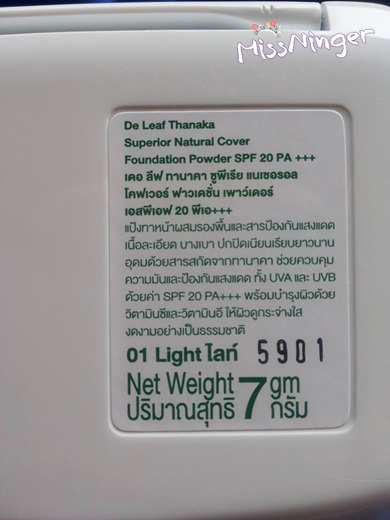 MissNinger
De Leaf Thanaka
Superior Natural Cover
Foundation Powder SPF 20 PA +++
เดอ ลีฟ ทานาคา ซูพีเรีย แนเชอรอล
โคฟเวอร์ ฟาวเดชั่น เพาว์เดอร์
เอสพีเอฟ 20 พีเอ+++
แป้งทาหน้าผสมรองพื้นและสารป้องกันแสงแดด
เนื้อละเอียด บางเบา ปกปิดเนียนเรียบยาวนาน
อุดมด้วยสารสกัดจากทานาคา ช่วยควบคุม
ความมันและป้องกันแสงแดด ทั้ง UVA และ UVB
ด้วยค่า SPF 20 PA+++ พร้อมบำรุงผิวด้วย
วิตามินซีและวิตามินอี ให้ผิวดูกระจ่างใส
งดงามอย่างเป็นธรรมชาติ
01 Light ไลท์ 5901
Net Weight 7 gm
ปริมาณสุทธิ กรัม